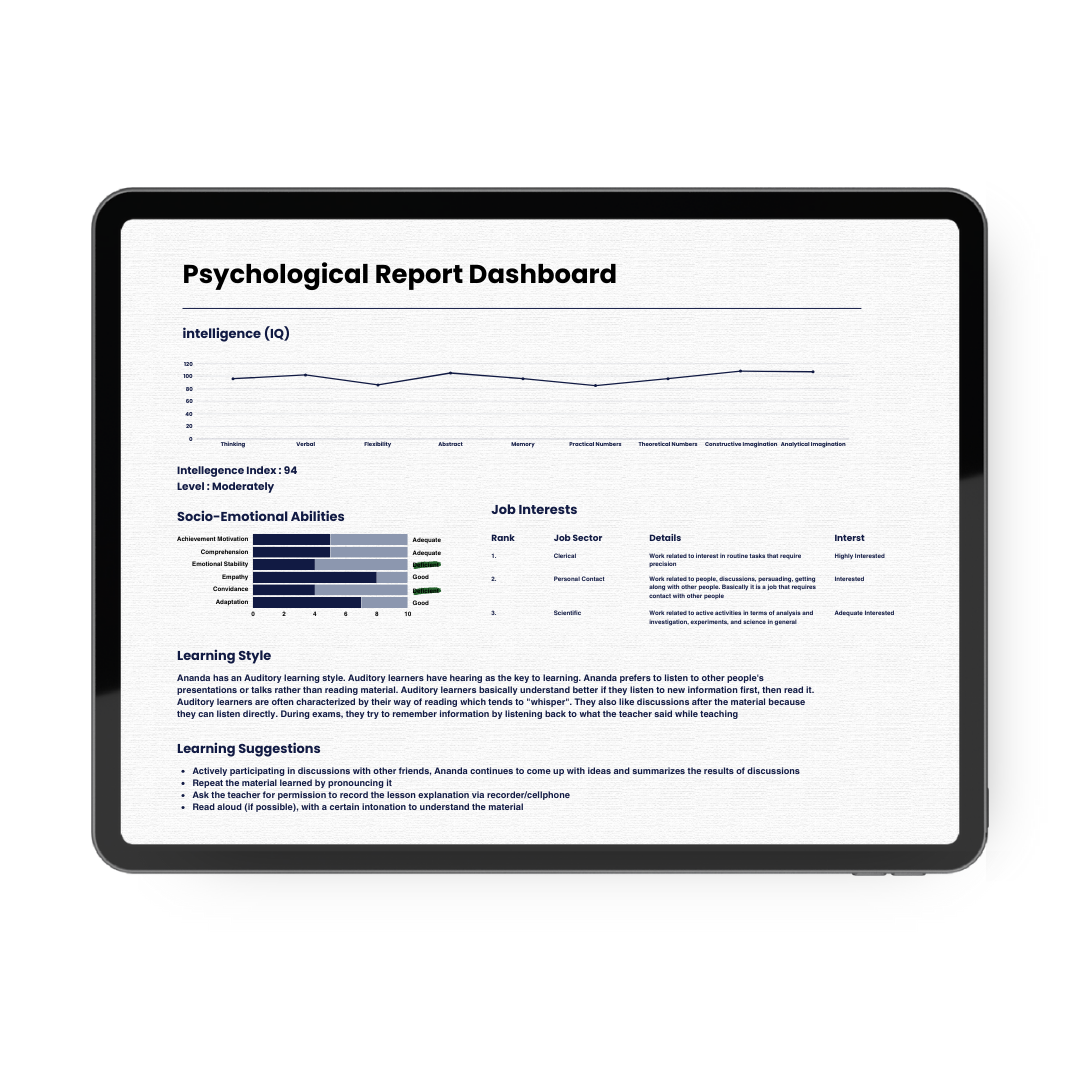 Psychological Report Dashboard
intelligence (IQ)
120
100
80
60
40
20
0
Thinking Verbal Flexibility Abstract Memory Practical Numbers Theoretical Numbers Constructive Imagination Analytical Imagination
Intellegence Index : 94
Level : Moderately
Socio-Emotional Abilities
Achievement Motivation Adequate
Comprehension Adequate
Emotional Stability
Empathy Good
Convidance
Adaptation Good
0 2 4 6 8 10
Job Interests
Rank Job Sector Details Interst
1. Clerical Work related to interest in routine tasks that require Highly Interested
precision
2. Personal Contact Work related to people, discussions, persuading, getting Interested
along with other people. Basically it is a job that requires
contact with other people
3. Scientific Work related to active activities in terms of analysis and Adequate Interested
investigation, experiments, and science in general
Learning Style
Ananda has an Auditory learning style. Auditory learners have hearing as the key to learning. Ananda prefers to listen to other people's
presentations or talks rather than reading material. Auditory learners basically understand better if they listen to new information first, then read it.
Auditory learners are often characterized by their way of reading which tends to "whisper". They also like discussions after the material because
they can listen directly. During exams, they try to remember information by listening back to what the teacher said while teaching
Learning Suggestions
• Actively participating in discussions with other friends, Ananda continues to come up with ideas and summarizes the results of discussions
• Repeat the material learned by pronouncing it
• Ask the teacher for permission to record the lesson explanation via recorder/cellphone
• Read aloud (if possible), with a certain intonation to understand the material